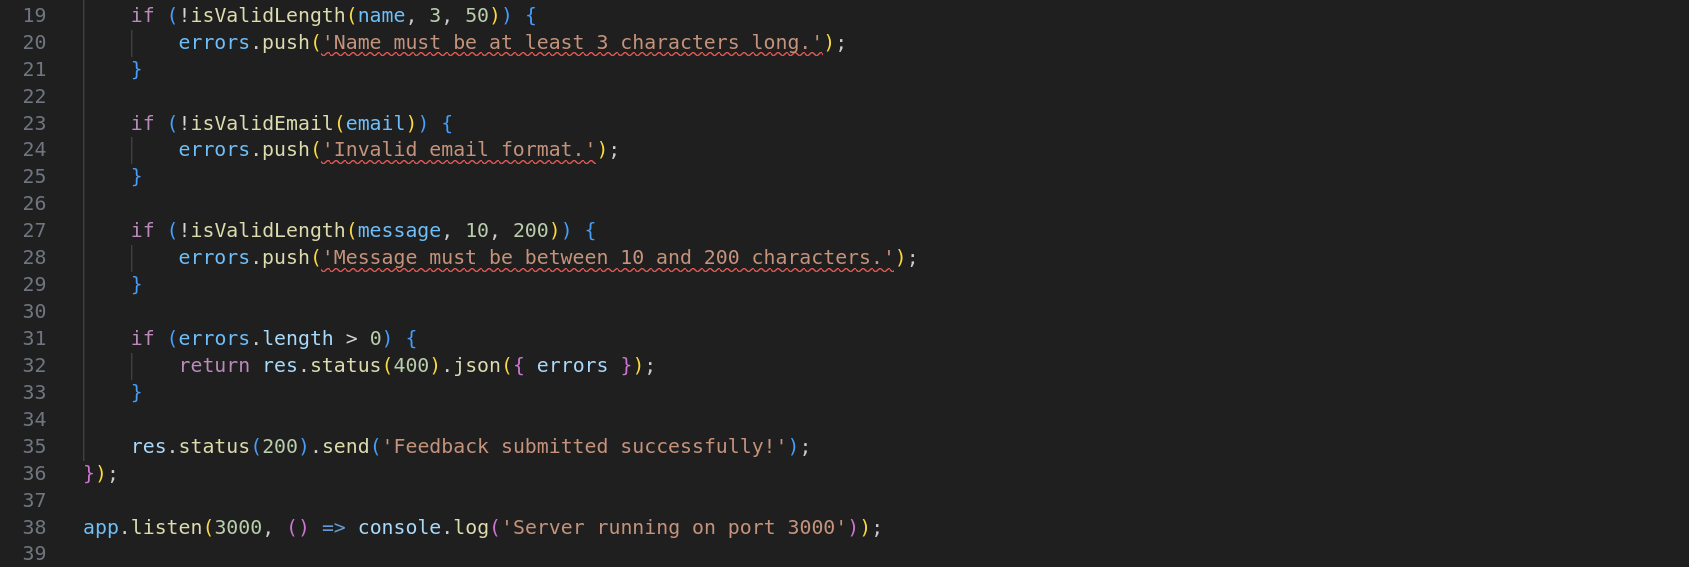 19 if (!isValidLength(name, 3, 50)) {
20 errors.push('Name must be at least 3 characters long.');
21 }
22
23 if (!isValidEmail(email)) {
24 errors.push('Invalid email format.');
25 }
26
27 if (!isValidLength(message, 10, 200)) {
28 errors.push('Message must be between 10 and 200 characters.');
29 }
30
31 if (errors.length > 0) {
32 return res.status(400).json({ errors });
33 }
34
35 res.status(200).send('Feedback submitted successfully!');
36 });
37
38 app.listen(3000, () => console.log('Server running on port 3000'));
39